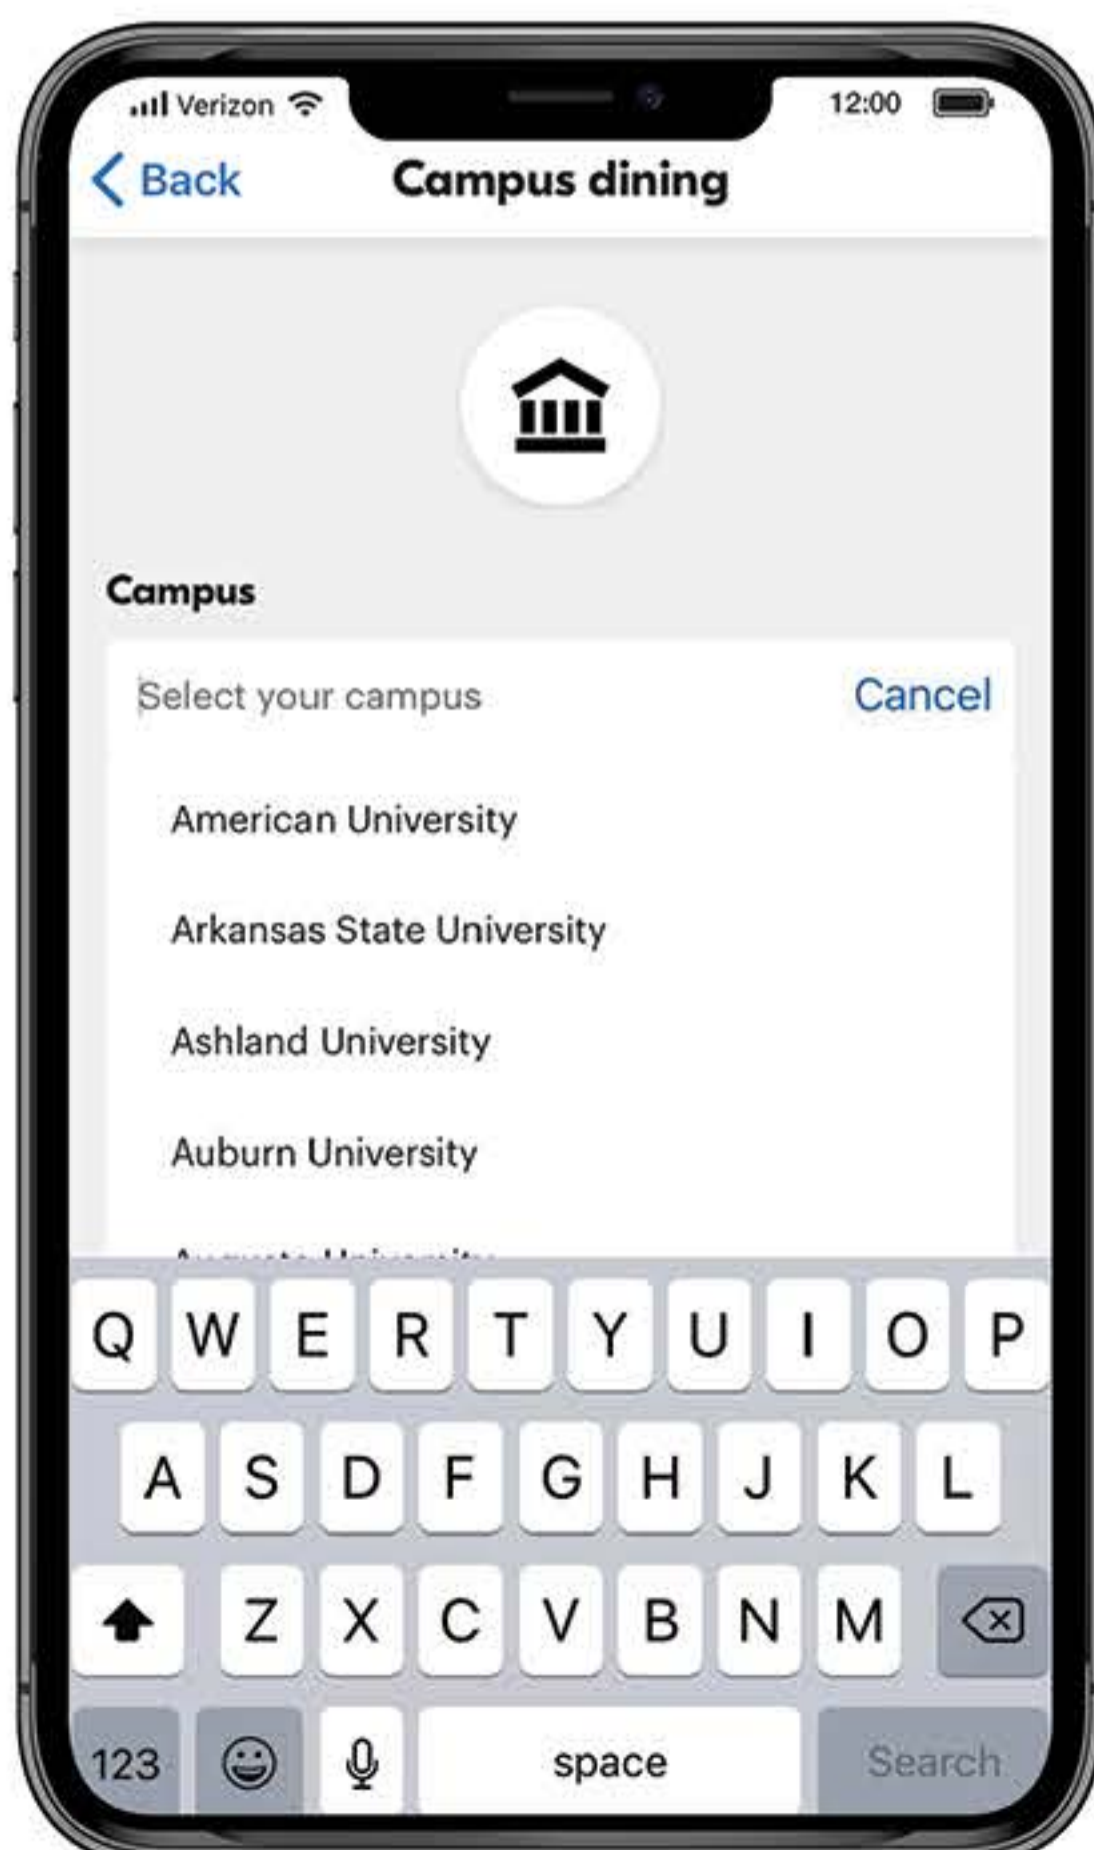 Verizon 12:00
Back Campus dining
Campus
Select your campus Cancel
American University
Arkansas State University
Ashland University
Auburn University
Q W E R T Y U I O P
A S D F G H J K L
Z X C V B N M
123 space Search